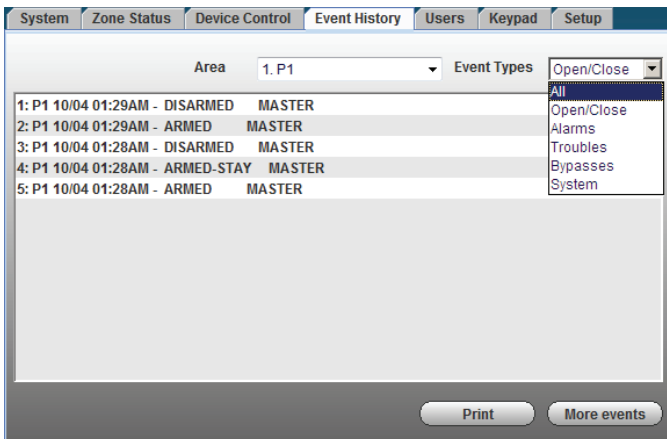 System Zone Status Device Control Event History Users Keypad Setup
Area 1. P1 Event Types Open/Close
All
Open/Close
Alarms
Troubles
Bypasses
System
1: P1 10/04 01:29AM - DISARMED MASTER
2: P1 10/04 01:29AM - ARMED MASTER
3: P1 10/04 01:28AM - DISARMED MASTER
4: P1 10/04 01:28AM - ARMED-STAY MASTER
5: P1 10/04 01:28AM - ARMED MASTER
Print More events